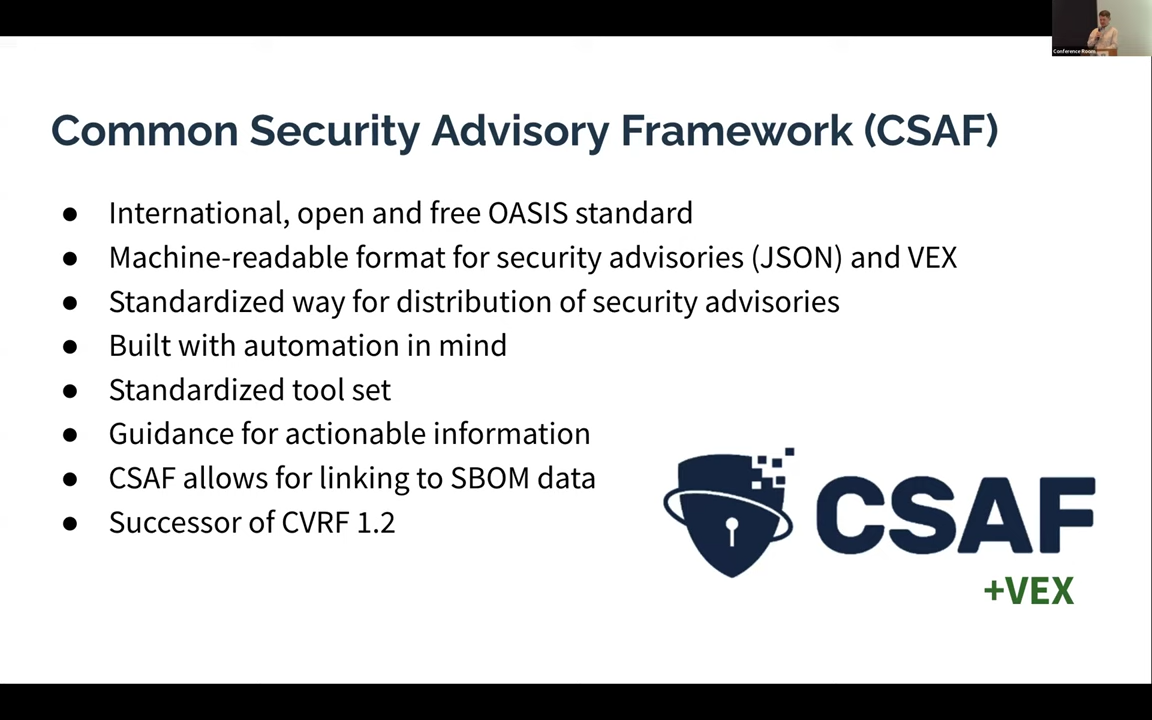 Conference Room
Common Security Advisory Framework (CSAF)
● International, open and free OASIS standard
● Machine-readable format for security advisories (JSON) and VEX
● Standardized way for distribution of security advisories
● Built with automation in mind
● Standardized tool set
● Guidance for actionable information
● CSAF allows for linking to SBOM data
● Successor of CVRF 1.2
CSAF
+VEX